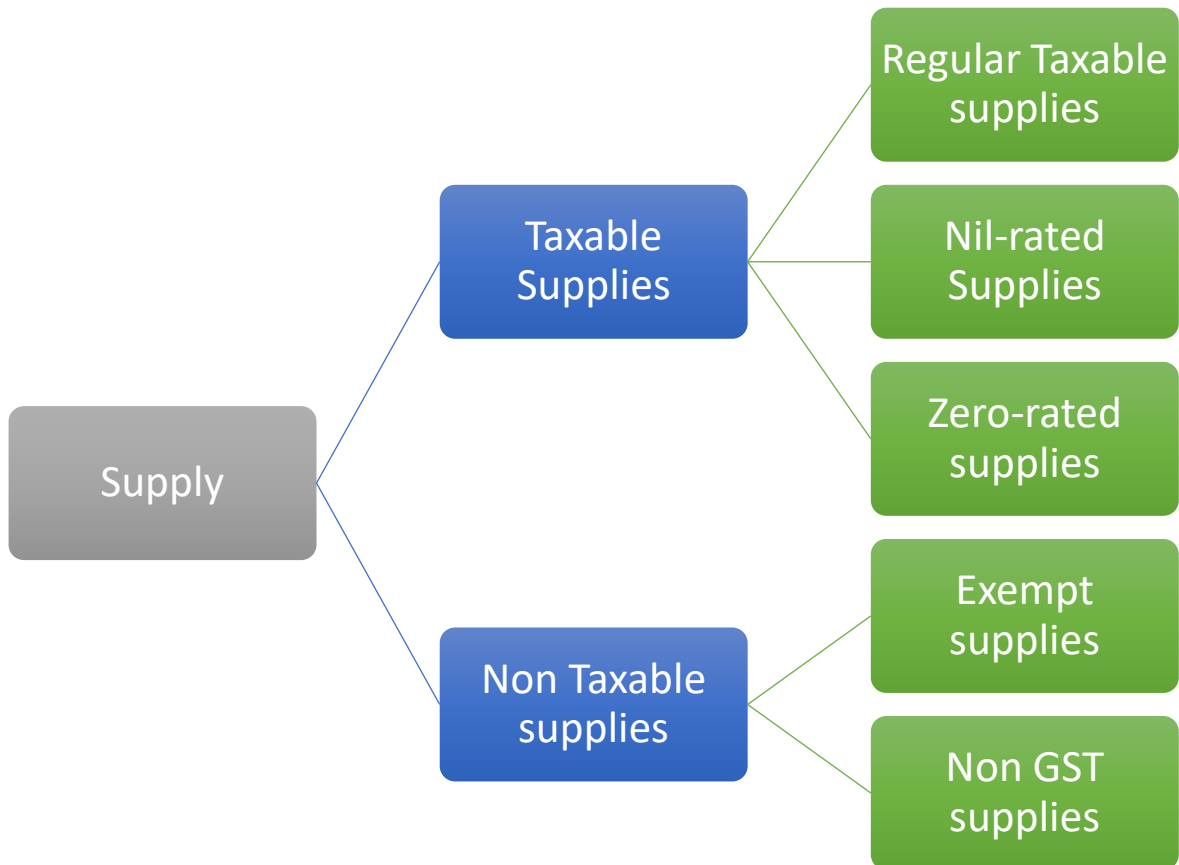 Supply
Taxable
Supplies
Non Taxable
supplies
Regular Taxable
supplies
Nil-rated
Supplies
Zero-rated
supplies
Exempt
supplies
Non GST
supplies